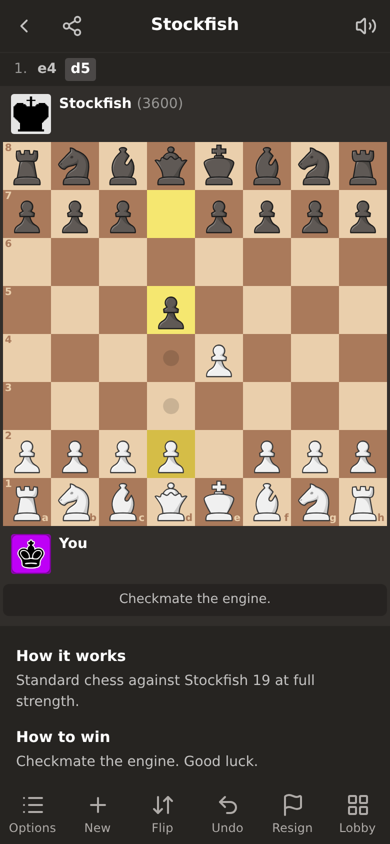 Stockfish
1. e4 d5
Stockfish (3600)
8
7
6
5
4
3
2
1
a b c d e f g h
You
Checkmate the engine.
How it works
Standard chess against Stockfish 19 at full
strength.
How to win
Checkmate the engine. Good luck.
Options New Flip Undo Resign Lobby